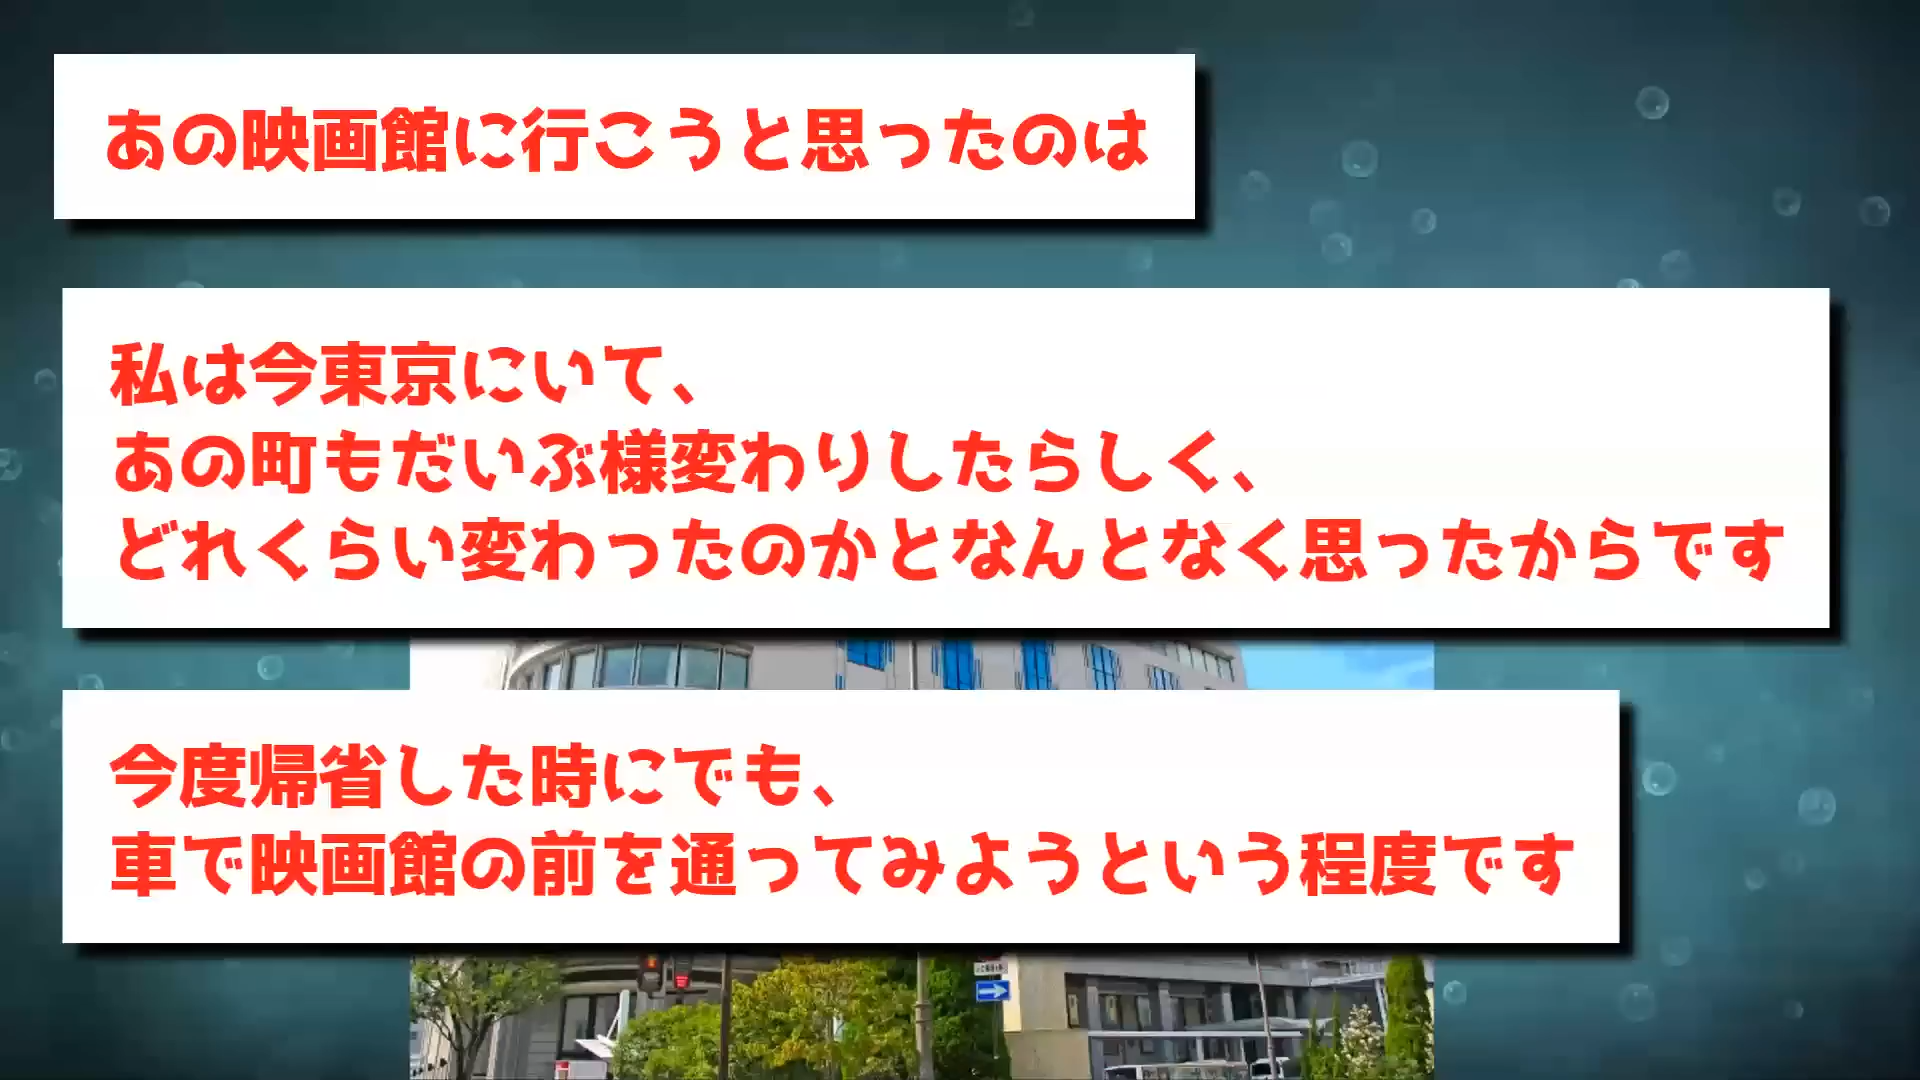 あの映画館に行こうと思ったのは
私は今東京にいて、
あの町もだいぶ様変わりしたらしく、
どれくらい変わったのかとなんとなく思ったからです
今度帰省した時にでも、
車で映画館の前を通ってみようという程度です